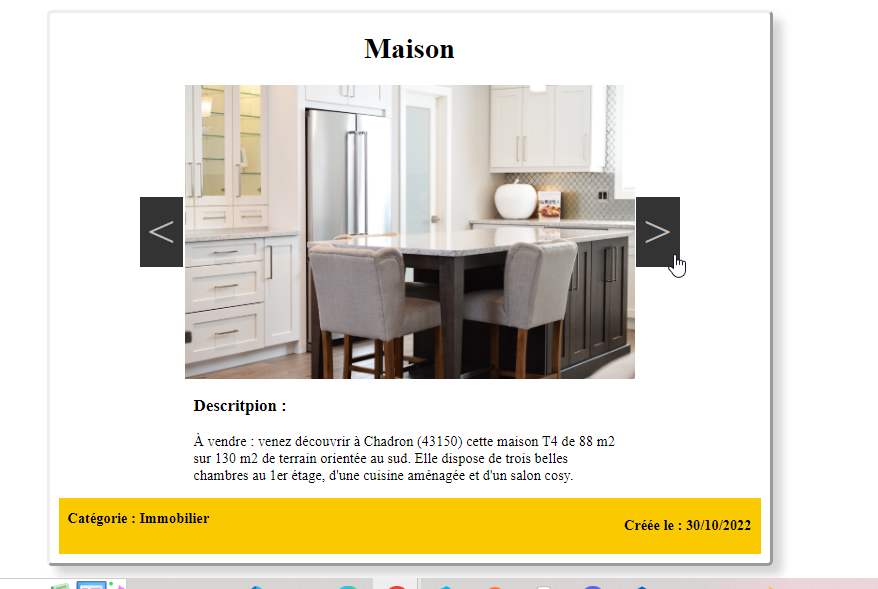 Maison
<
>
Descritpion :
À vendre : venez découvrir à Chadron (43150) cette maison T4 de 88 m2
sur 130 m2 de terrain orientée au sud. Elle dispose de trois belles
chambres au 1er étage, d'une cuisine aménagée et d'un salon cosy.
Catégorie : Immobilier
Créée le : 30/10/2022